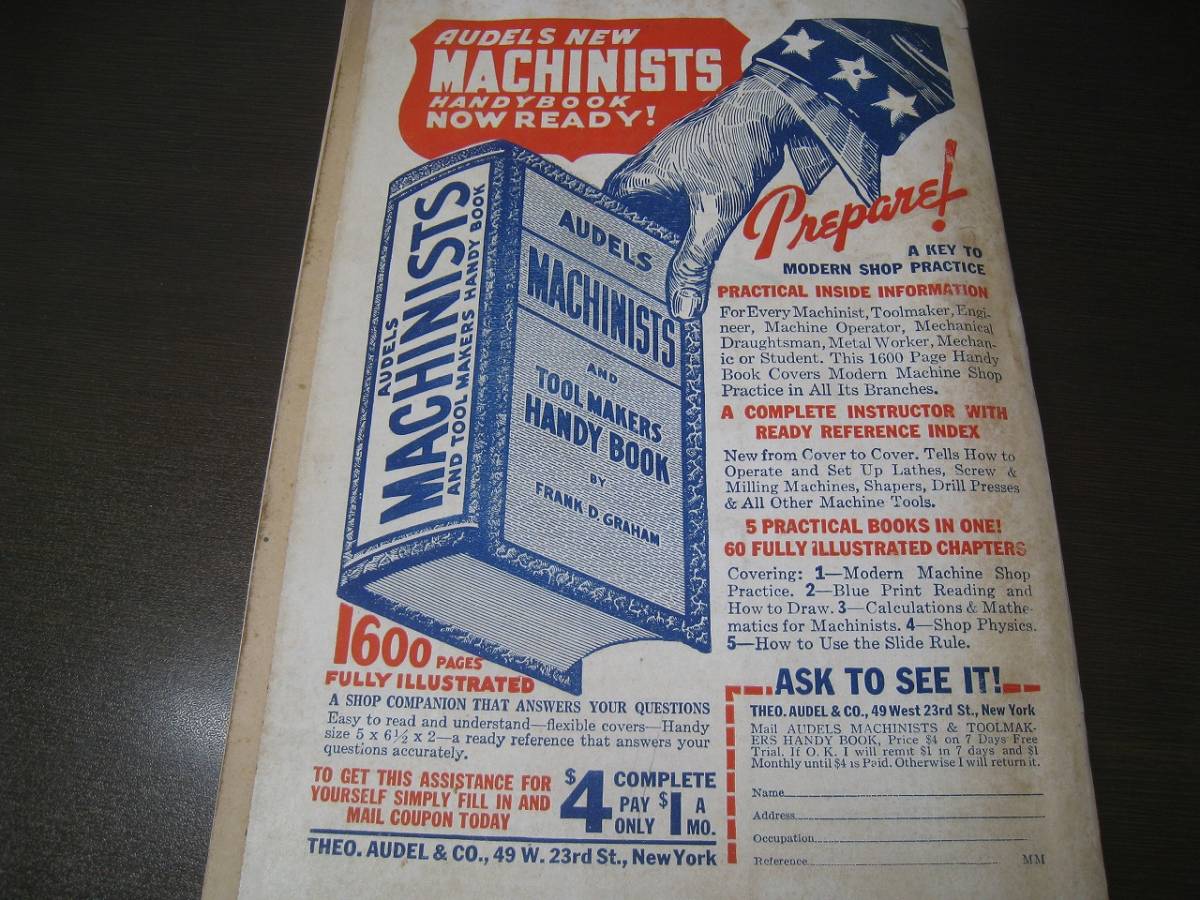 AUDELS NEW
MACHINISTS
HANDYBOOK
NOW READY!
AUDELS
MACHINISTS
AND TOOL MAKERS HANDY BOOK
AUDELS
MACHINISTS
AND
TOOL MAKERS
HANDY BOOK
BY
FRANK D. GRAHAM
Prepare!
A KEY TO
MODERN SHOP PRACTICE
PRACTICAL INSIDE INFORMATION
For Every Machinist, Toolmaker, Engi-
neer, Machine Operator, Mechanical
Draughtsman, Metal Worker, Mechan-
ic or Student. This 1600 Page Handy
Book Covers Modern Machine Shop
Practice in All Its Branches.
A COMPLETE INSTRUCTOR WITH
READY REFERENCE INDEX
New from Cover to Cover. Tells How to
Operate and Set Up Lathes, Screw &
Milling Machines, Shapers, Drill Presses
& All Other Machine Tools.
5 PRACTICAL BOOKS IN ONE!
60 FULLY ILLUSTRATED CHAPTERS
Covering: 1—Modern Machine Shop
Practice. 2—Blue Print Reading and
How to Draw. 3—Calculations & Mathe-
matics for Machinists. 4—Shop Physics.
5—How to Use the Slide Rule.
1600 PAGES
FULLY ILLUSTRATED
A SHOP COMPANION THAT ANSWERS YOUR QUESTIONS
Easy to read and understand—flexible covers—Handy
size 5 x 6½ x 2—a ready reference that answers your
questions accurately.
TO GET THIS ASSISTANCE FOR
YOURSELF SIMPLY FILL IN AND
MAIL COUPON TODAY
$4 COMPLETE
PAY ONLY $1 A MO.
THEO. AUDEL & CO., 49 W. 23rd St., New York
ASK TO SEE IT!
THEO. AUDEL & CO., 49 West 23rd St., New York
Mail AUDELS MACHINISTS & TOOLMAK-
ERS HANDY BOOK, Price $4 on 7 Days Free
Trial. If O. K. I will remit $1 in 7 days and $1
Monthly until $4 is Paid. Otherwise I will return it.
Name
Address
Occupation
Reference MM